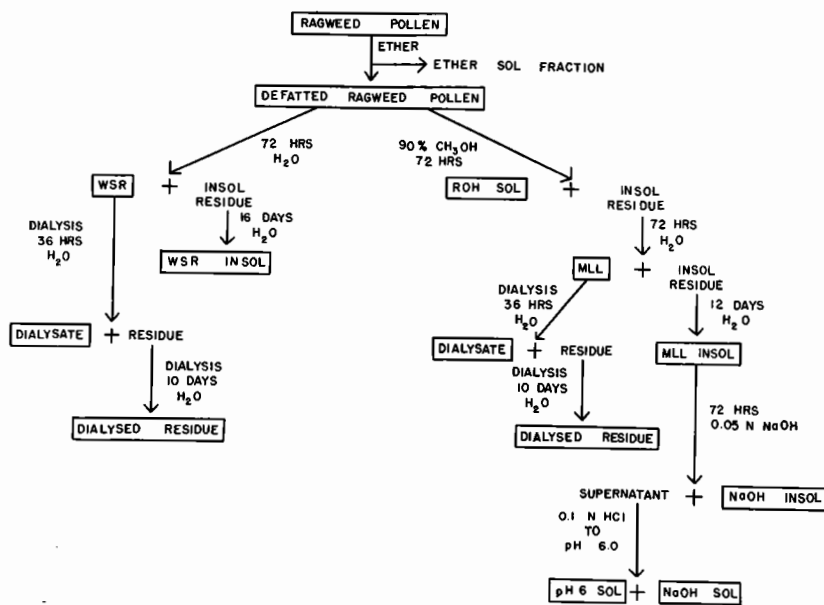 RAGWEED POLLEN
ETHER
ETHER SOL FRACTION
DEFATTED RAGWEED POLLEN
72 HRS
H₂O
90% CH₃OH
72 HRS
WSR + INSOL
RESIDUE
ROH SOL + INSOL
RESIDUE
DIALYSIS
36 HRS
H₂O
16 DAYS
H₂O
WSR INSOL
72 HRS
H₂O
MLL + INSOL
RESIDUE
DIALYSIS
36 HRS
H₂O
12 DAYS
H₂O
DIALYSATE + RESIDUE
DIALYSATE + RESIDUE
MLL INSOL
DIALYSIS
10 DAYS
H₂O
DIALYSIS
10 DAYS
H₂O
72 HRS
0.05 N NaOH
DIALYSED RESIDUE
DIALYSED RESIDUE
SUPERNATANT + NaOH INSOL
0.1 N HCl
TO
pH 6.0
pH 6 SOL + NaOH SOL